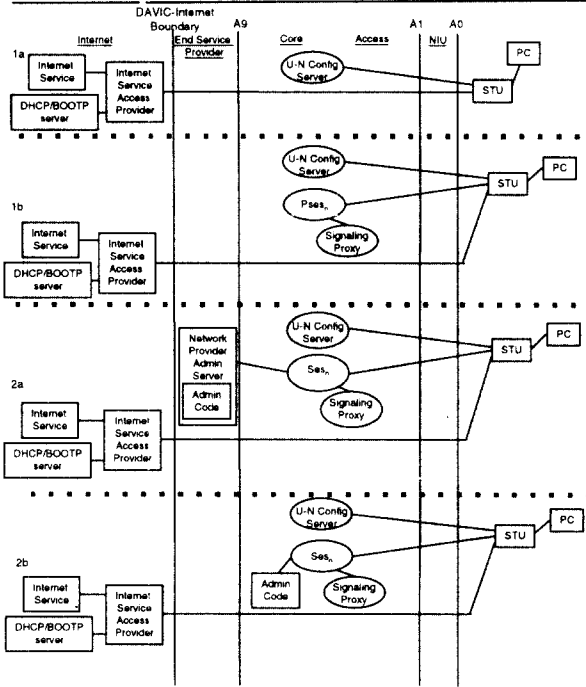 DAVIC-Internet
Boundary
A9
A1
A0
Internet
End Service
Provider
Core
Access
NIU
1a
Internet
Service
DHCP/BOOTP
server
Internet
Service
Access
Provider
U-N Config
Server
STU
PC
1b
Internet
Service
DHCP/BOOTP
server
Internet
Service
Access
Provider
U-N Config
Server
Psesn
Signaling
Proxy
STU
PC
2a
Internet
Service
DHCP/BOOTP
server
Internet
Service
Access
Provider
Network
Provider
Admin
Server
Admin
Code
U-N Config
Server
Sesn
Signaling
Proxy
STU
PC
2b
Internet
Service
DHCP/BOOTP
server
Internet
Service
Access
Provider
U-N Config
Server
Sesn
Admin
Code
Signaling
Proxy
STU
PC